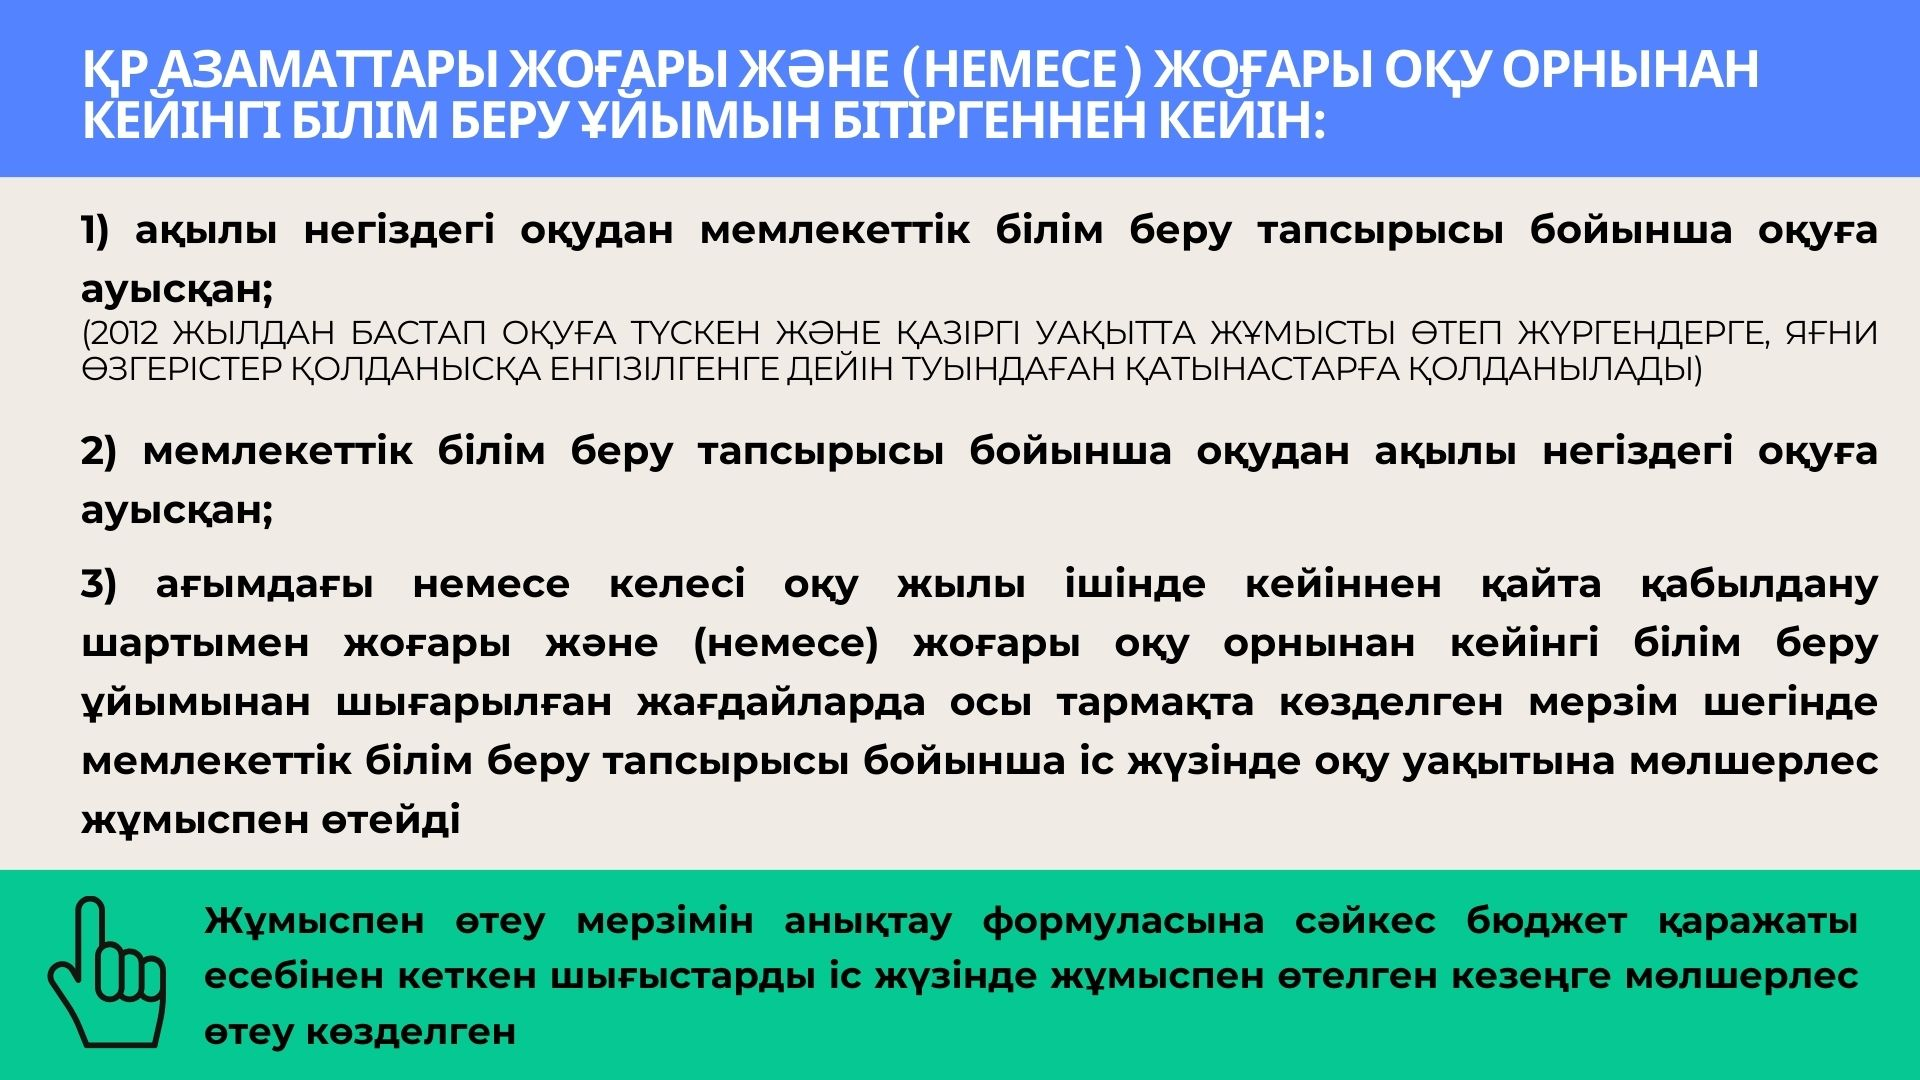 ҚР АЗАМАТТАРЫ ЖОҒАРЫ ЖӘНЕ (НЕМЕСЕ) ЖОҒАРЫ ОҚУ ОРНЫНАН
КЕЙІНГІ БІЛІМ БЕРУ ҰЙЫМЫН БІТІРГЕННЕН КЕЙІН:
1) ақылы негіздегі оқудан мемлекеттік білім беру тапсырысы бойынша оқуға
ауысқан;
(2012 ЖЫЛДАН БАСТАП ОҚУҒА ТҮСКЕН ЖӘНЕ ҚАЗІРГІ УАҚЫТТА ЖҰМЫСТЫ ӨТЕП ЖҮРГЕНДЕРГЕ, ЯҒНИ
ӨЗГЕРІСТЕР ҚОЛДАНЫСҚА ЕНГІЗІЛГЕНГЕ ДЕЙІН ТУЫНДАҒАН ҚАТЫНАСТАРҒА ҚОЛДАНЫЛАДЫ)
2) мемлекеттік білім беру тапсырысы бойынша оқудан ақылы негіздегі оқуға
ауысқан;
3) ағымдағы немесе келесі оқу жылы ішінде кейіннен қайта қабылдану
шартымен жоғары және (немесе) жоғары оқу орнынан кейінгі білім беру
ұйымынан шығарылған жағдайларда осы тармақта көзделген мерзім шегінде
мемлекеттік білім беру тапсырысы бойынша іс жүзінде оқу уақытына мөлшерлес
жұмыспен өтейді
Жұмыспен өтеу мерзімін анықтау формуласына сәйкес бюджет қаражаты
есебінен кеткен шығыстарды іс жүзінде жұмыспен өтелген кезеңге мөлшерлес
өтеу көзделген